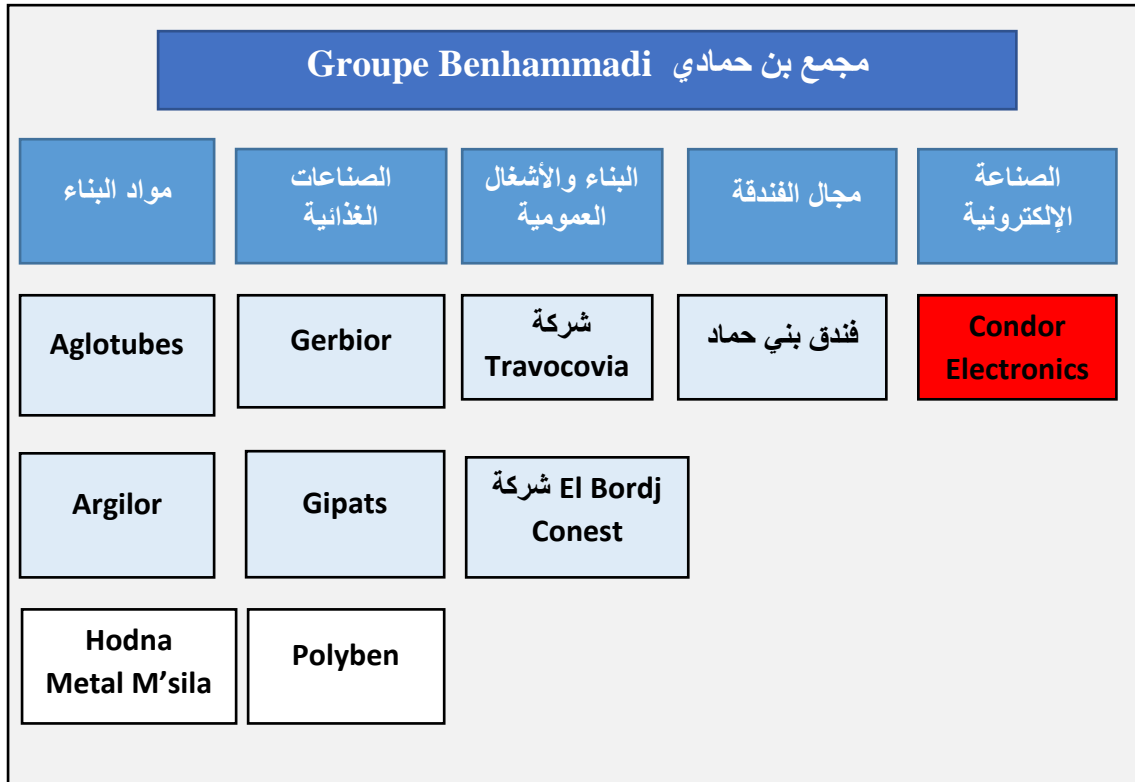 Groupe Benhammadi مجمع بن حمادي
مواد البناء
الصناعات
الغذائية
البناء والأشغال
العمومية
مجال الفندقة
الصناعة
الإلكترونية
Aglotubes
Gerbior
شركة
Travocovia
فندق بني حماد
Condor
Electronics
Argilor
Gipats
شركة El Bordj
Conest
Hodna
Metal M’sila
Polyben